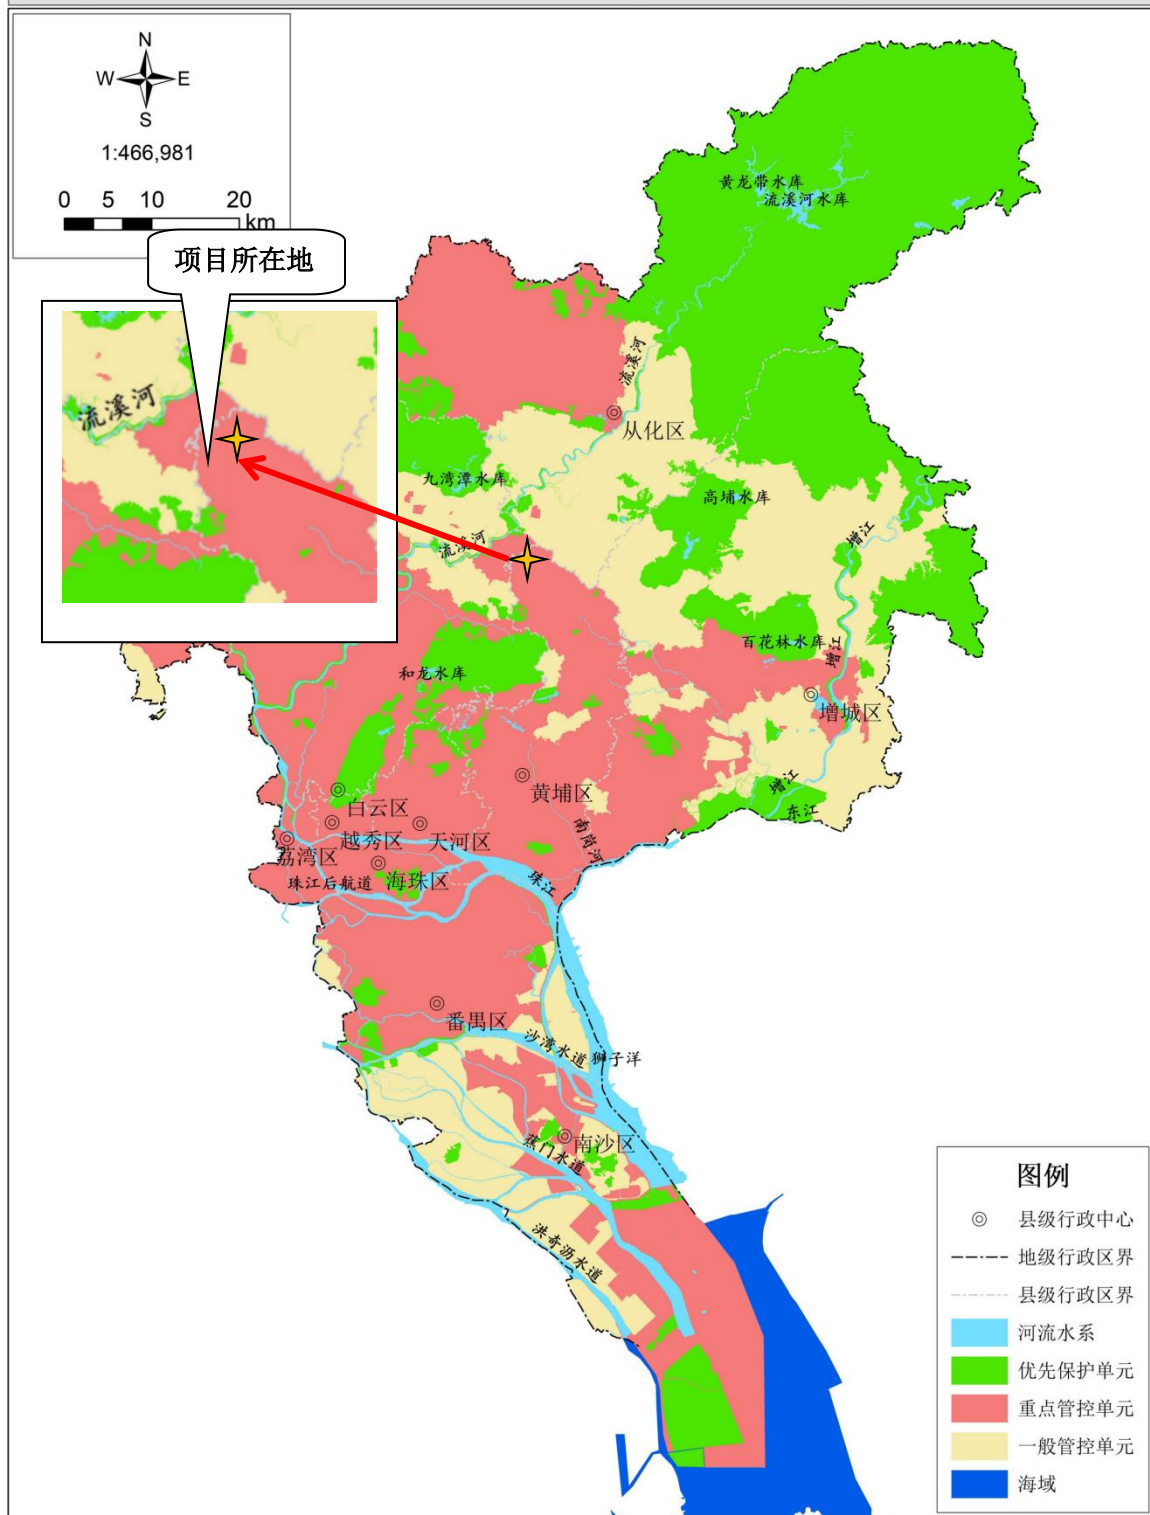 N
W E
S
1:466,981
0 5 10 20
km
项目所在地
流溪河
黄龙带水库
流溪河水库
流溪河
从化区
九湾潭水库
高埔水库
流溪河
增江
百花林水库
增江
和龙水库
增城区
黄埔区
增江
东江
白云区
越秀区
天河区
南岗河
荔湾区
海珠区
珠江后航道
珠江
番禺区
沙湾水道
狮子洋
南沙区
蕉门水道
洪奇沥水道
图例
县级行政中心
地级行政区界
县级行政区界
河流水系
优先保护单元
重点管控单元
一般管控单元
海域